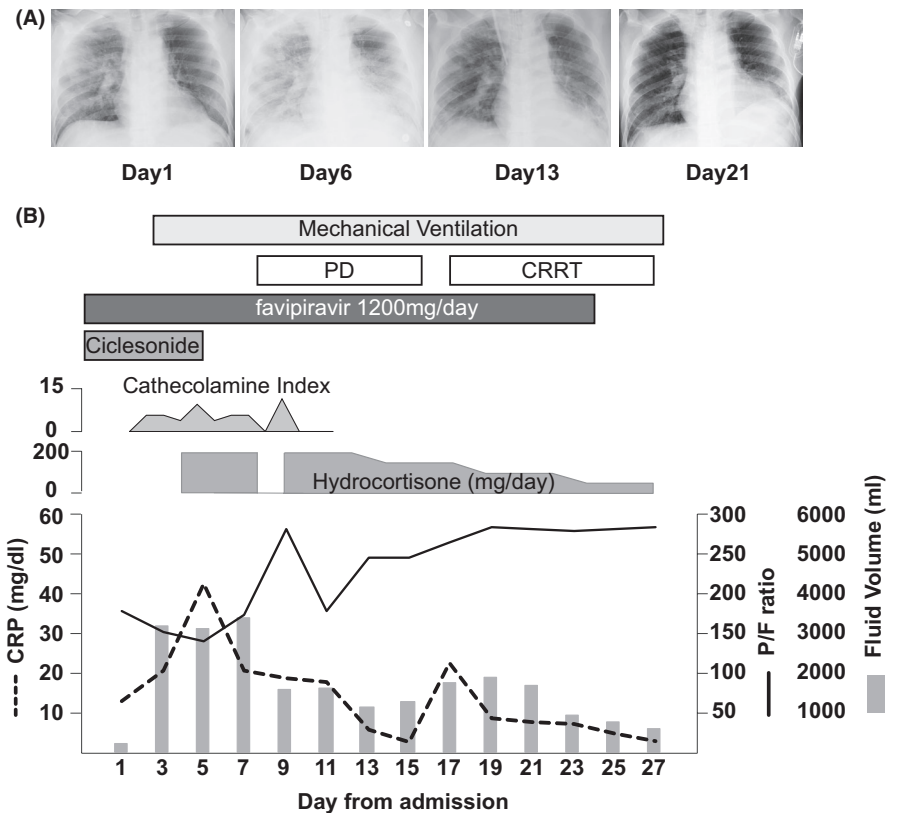 (A)
Day1
Day6
Day13
Day21
(B)
Mechanical Ventilation
PD
CRRT
favipiravir 1200mg/day
Ciclesonide
15
0
Cathecolamine Index
200
0
Hydrocortisone (mg/day)
60
50
40
30
20
10
CRP (mg/dl)
300
250
200
150
100
50
P/F ratio
6000
5000
4000
3000
2000
1000
Fluid Volume (ml)
1 3 5 7 9 11 13 15 17 19 21 23 25 27
Day from admission